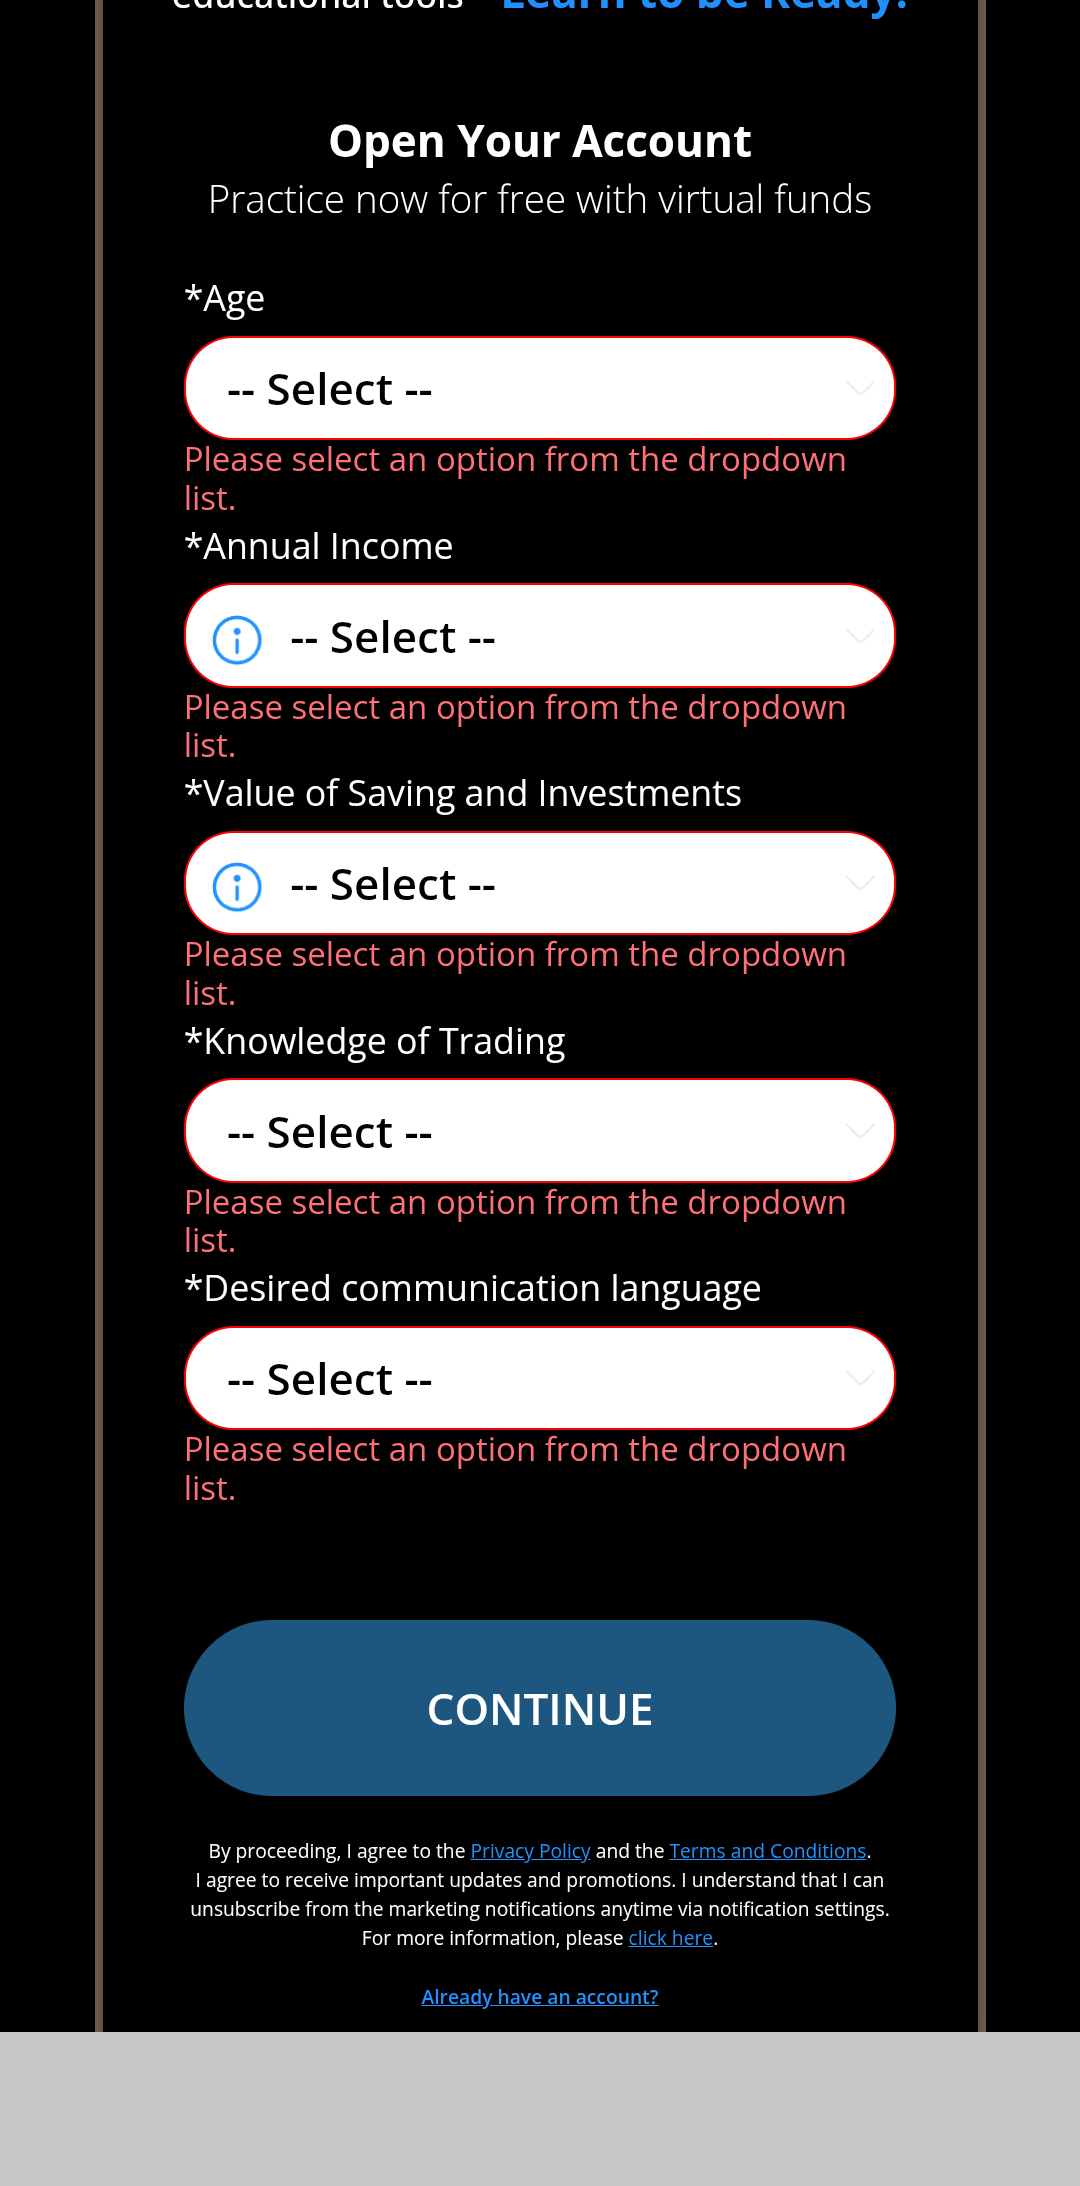 educational tools Learn to be Ready!
Open Your Account
Practice now for free with virtual funds
*Age
-- Select --
Please select an option from the dropdown
list.
*Annual Income
-- Select --
Please select an option from the dropdown
list.
*Value of Saving and Investments
-- Select --
Please select an option from the dropdown
list.
*Knowledge of Trading
-- Select --
Please select an option from the dropdown
list.
*Desired communication language
-- Select --
Please select an option from the dropdown
list.
CONTINUE
By proceeding, I agree to the Privacy Policy and the Terms and Conditions.
I agree to receive important updates and promotions. I understand that I can
unsubscribe from the marketing notifications anytime via notification settings.
For more information, please click here.
Already have an account?